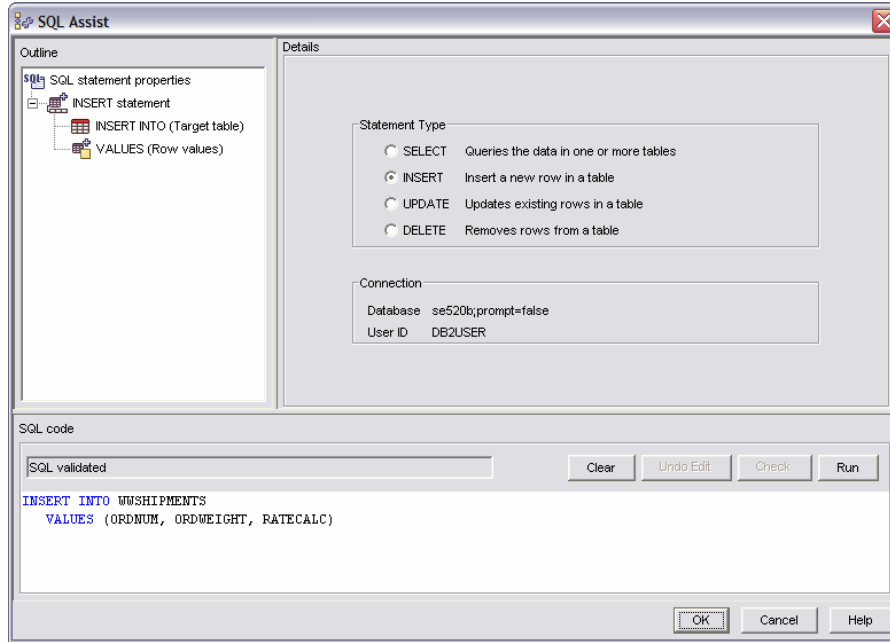 SQL Assist
Outline
SQL SQL statement properties
INSERT statement
INSERT INTO (Target table)
VALUES (Row values)
Details
Statement Type
SELECT Queries the data in one or more tables
INSERT Insert a new row in a table
UPDATE Updates existing rows in a table
DELETE Removes rows from a table
Connection
Database se520b;prompt=false
User ID DB2USER
SQL code
SQL validated
Clear Undo Edit Check Run
INSERT INTO WWSHIPMENTS
VALUES (ORDNUM, ORDWEIGHT, RATECALC)
OK Cancel Help